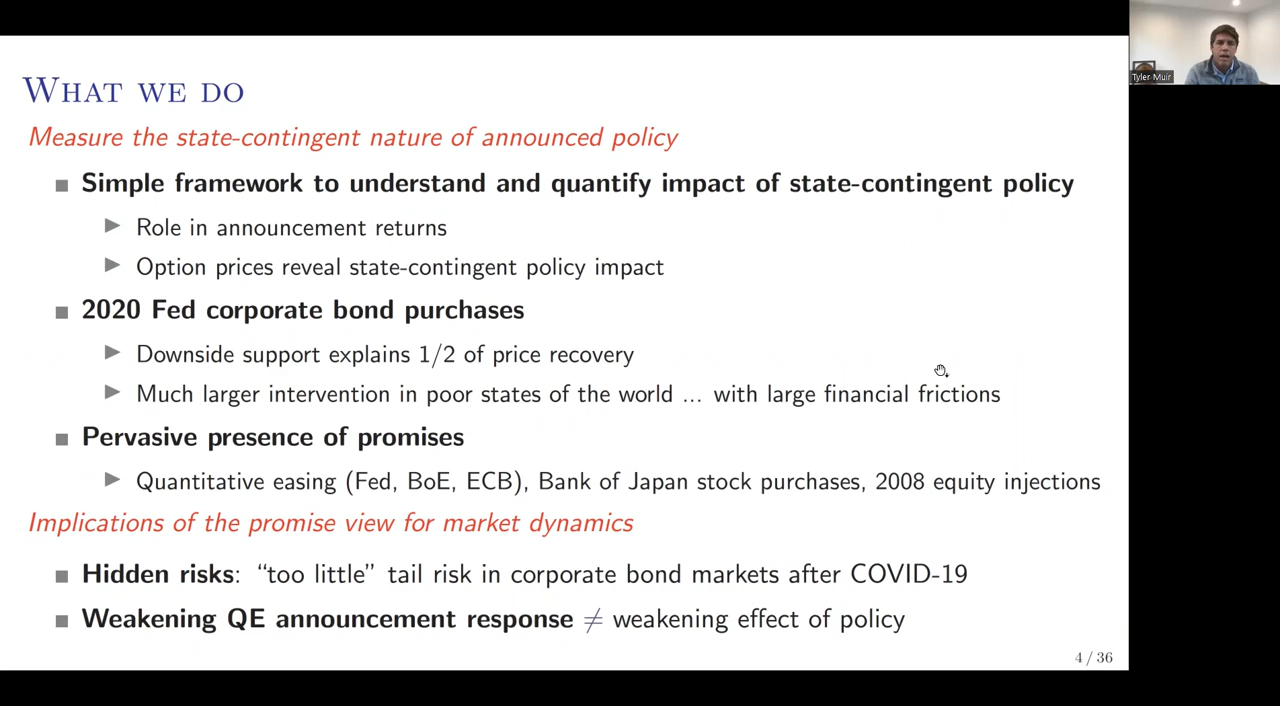 WHAT WE DO
Tyler Muir
Measure the state-contingent nature of announced policy
■ Simple framework to understand and quantify impact of state-contingent policy
▶ Role in announcement returns
▶ Option prices reveal state-contingent policy impact
■ 2020 Fed corporate bond purchases
▶ Downside support explains 1/2 of price recovery
▶ Much larger intervention in poor states of the world ... with large financial frictions
■ Pervasive presence of promises
▶ Quantitative easing (Fed, BoE, ECB), Bank of Japan stock purchases, 2008 equity injections
Implications of the promise view for market dynamics
■ Hidden risks: “too little” tail risk in corporate bond markets after COVID-19
■ Weakening QE announcement response ≠ weakening effect of policy
4 / 36